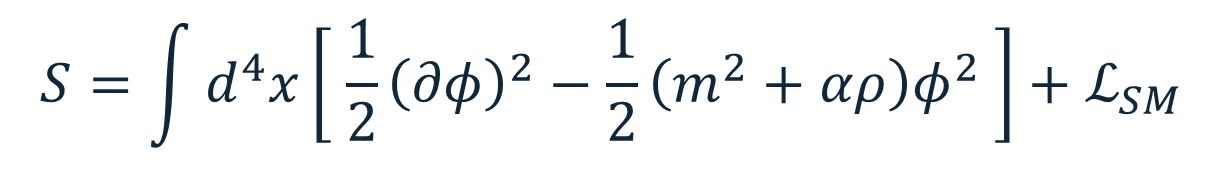 S = ∫ d⁴x [ 1/2 (∂ϕ)² − 1/2 (m² + αρ)ϕ² ] + ℒ_SM